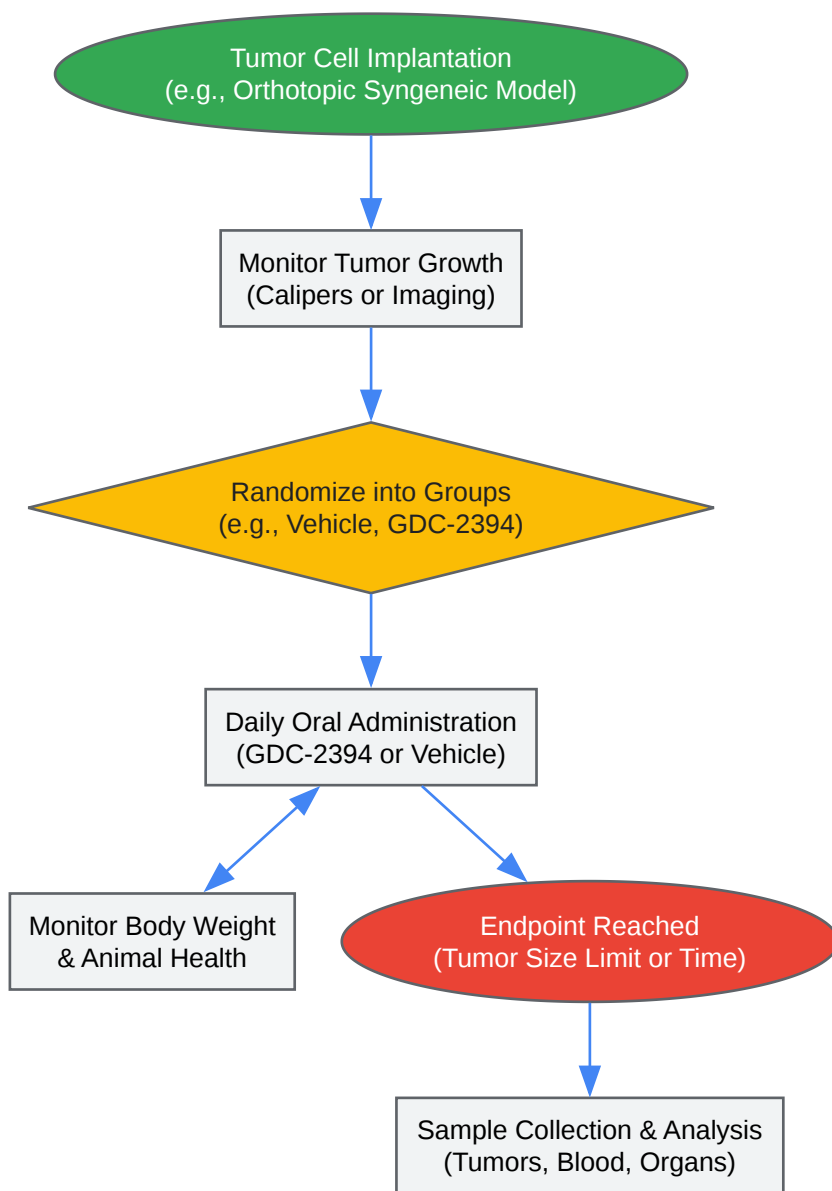 Tumor Cell Implantation
(e.g., Orthotopic Syngeneic Model)
Monitor Tumor Growth
(Calipers or Imaging)
Randomize into Groups
(e.g., Vehicle, GDC-2394)
Daily Oral Administration
(GDC-2394 or Vehicle)
Monitor Body Weight
& Animal Health
Endpoint Reached
(Tumor Size Limit or Time)
Sample Collection & Analysis
(Tumors, Blood, Organs)